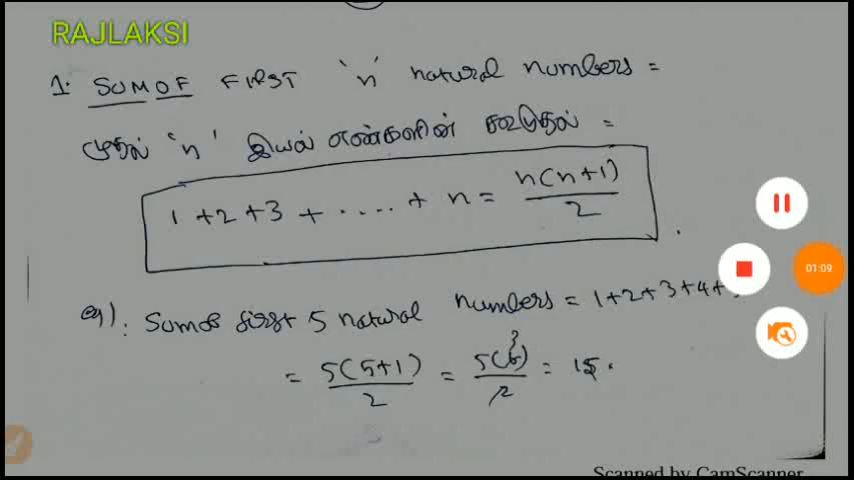 RAJLAKSI
1. SUM OF FIRST 'n' natural numbers =
முதல் 'n' இயல் எண்களின் கூடுதல் =
1 + 2 + 3 + ..... + n = n(n+1)/2
eg). Sum of first 5 natural numbers = 1+2+3+4+
= 5(5+1)/2 = 5(6)/2 = 15.
3
01:09
Scanned by CamScanner